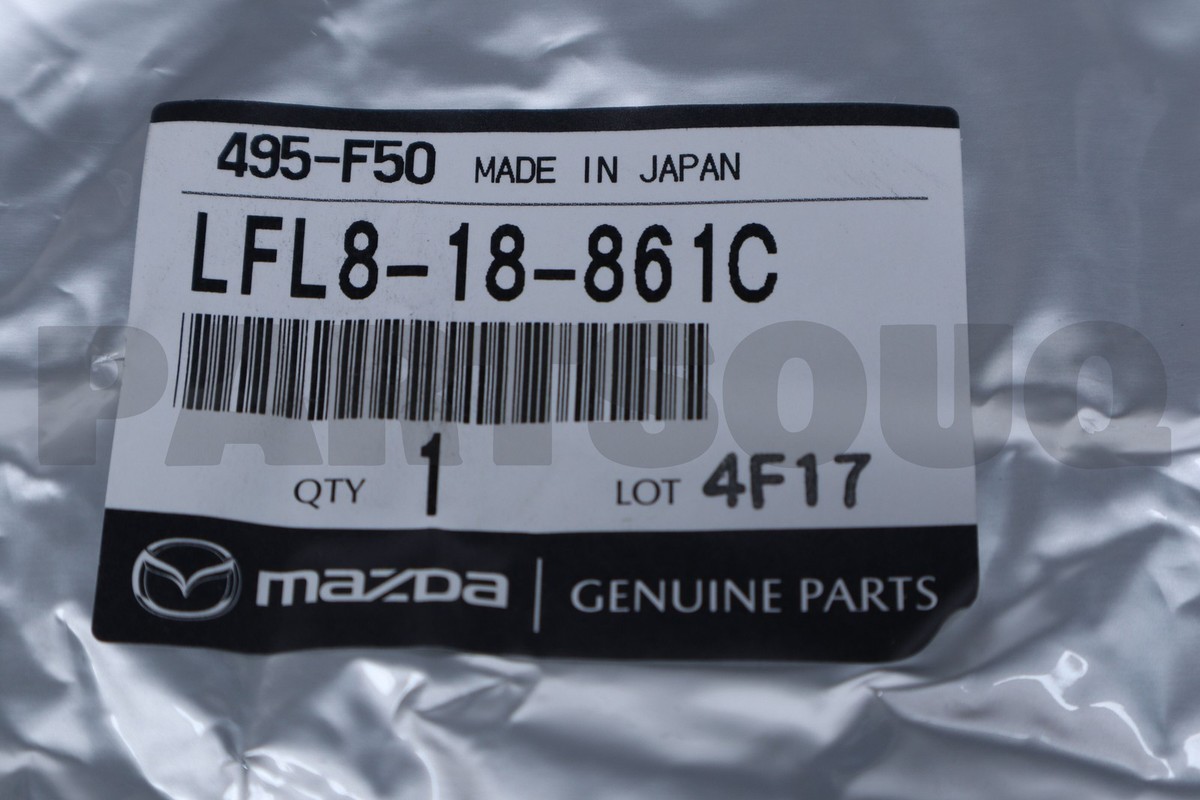 495-F50 MADE IN JAPAN
LFL8-18-861C
PARTSOUQ
QTY 1 LOT 4F17
mazda GENUINE PARTS